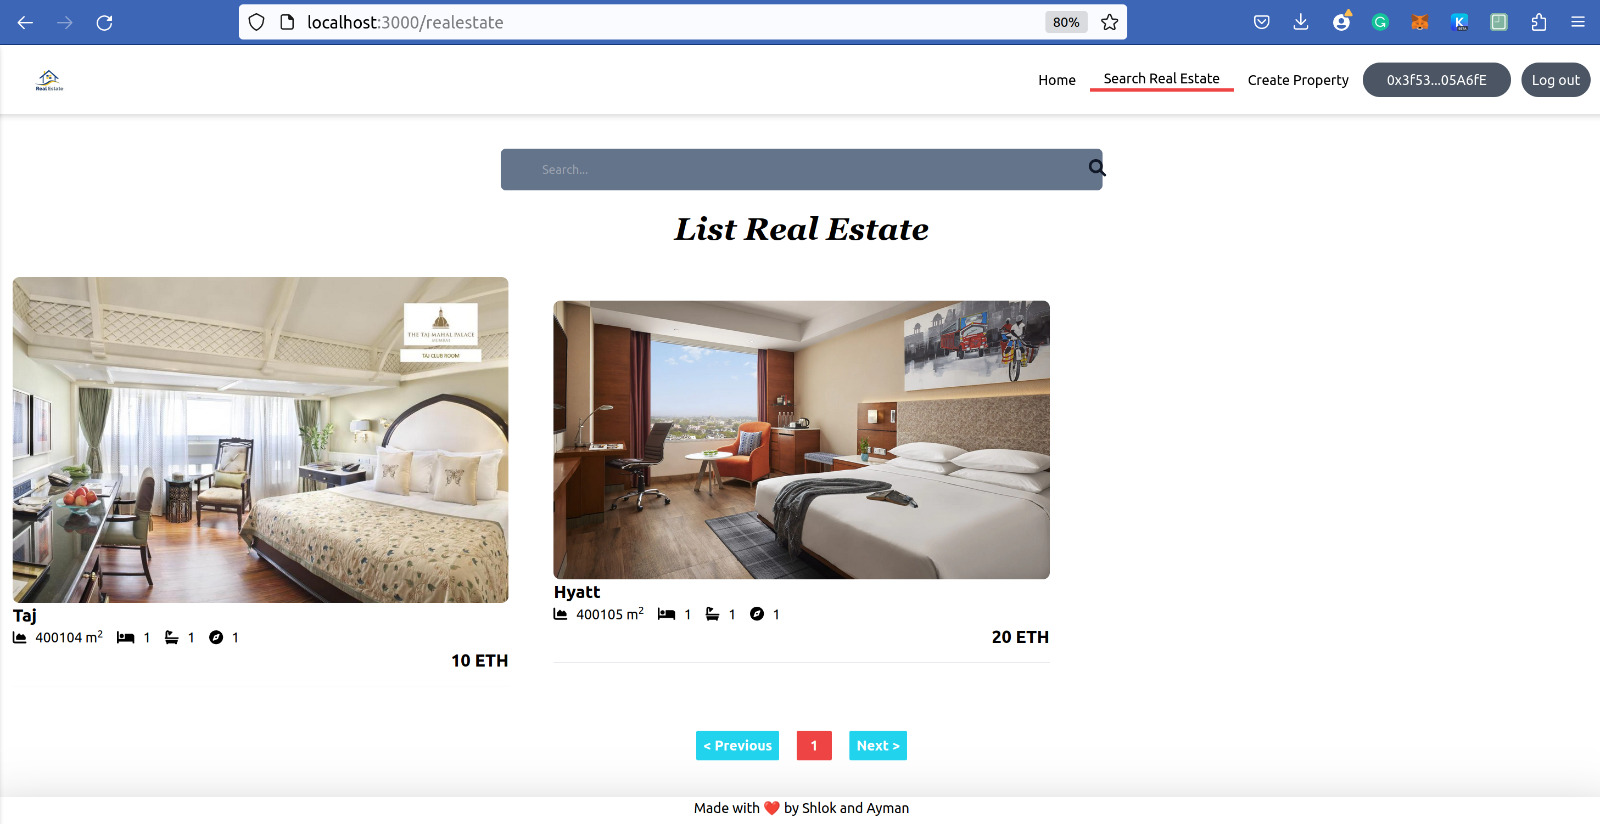 localhost:3000/realestate
80%
Real Estate
Home
Search Real Estate
Create Property
0x3f53...05A6fE
Log out
Search...
List Real Estate
THE TAJ MAHAL PALACE
MUMBAI
TAJ CLUB ROOM
Taj
400104 m²
1
1
1
10 ETH
Hyatt
400105 m²
1
1
1
20 ETH
< Previous
1
Next >
Made with ❤️ by Shlok and Ayman